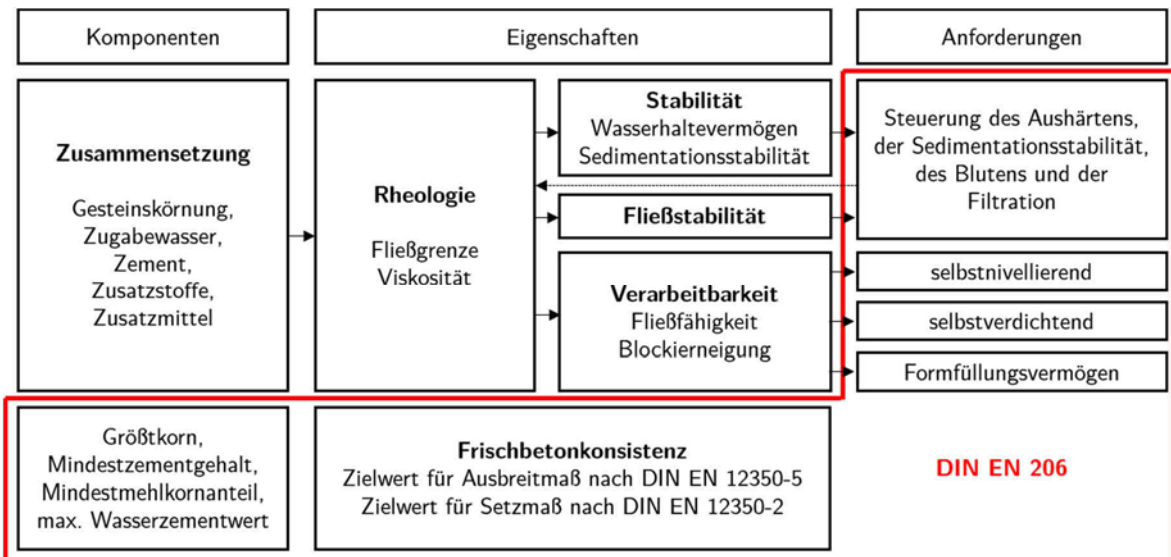 Komponenten
Eigenschaften
Anforderungen
Zusammensetzung
Gesteinskörnung,
Zugabewasser,
Zement,
Zusatzstoffe,
Zusatzmittel
Rheologie
Fließgrenze
Viskosität
Stabilität
Wasserhaltevermögen
Sedimentationsstabilität
Fließstabilität
Verarbeitbarkeit
Fließfähigkeit
Blockierneigung
Steuerung des Aushärtens,
der Sedimentationsstabilität,
des Blutens und der
Filtration
selbstnivellierend
selbstverdichtend
Formfüllungsvermögen
Größtkorn,
Mindestzementgehalt,
Mindestmehlkornanteil,
max. Wasserzementwert
Frischbetonkonsistenz
Zielwert für Ausbreitmaß nach DIN EN 12350-5
Zielwert für Setzmaß nach DIN EN 12350-2
DIN EN 206